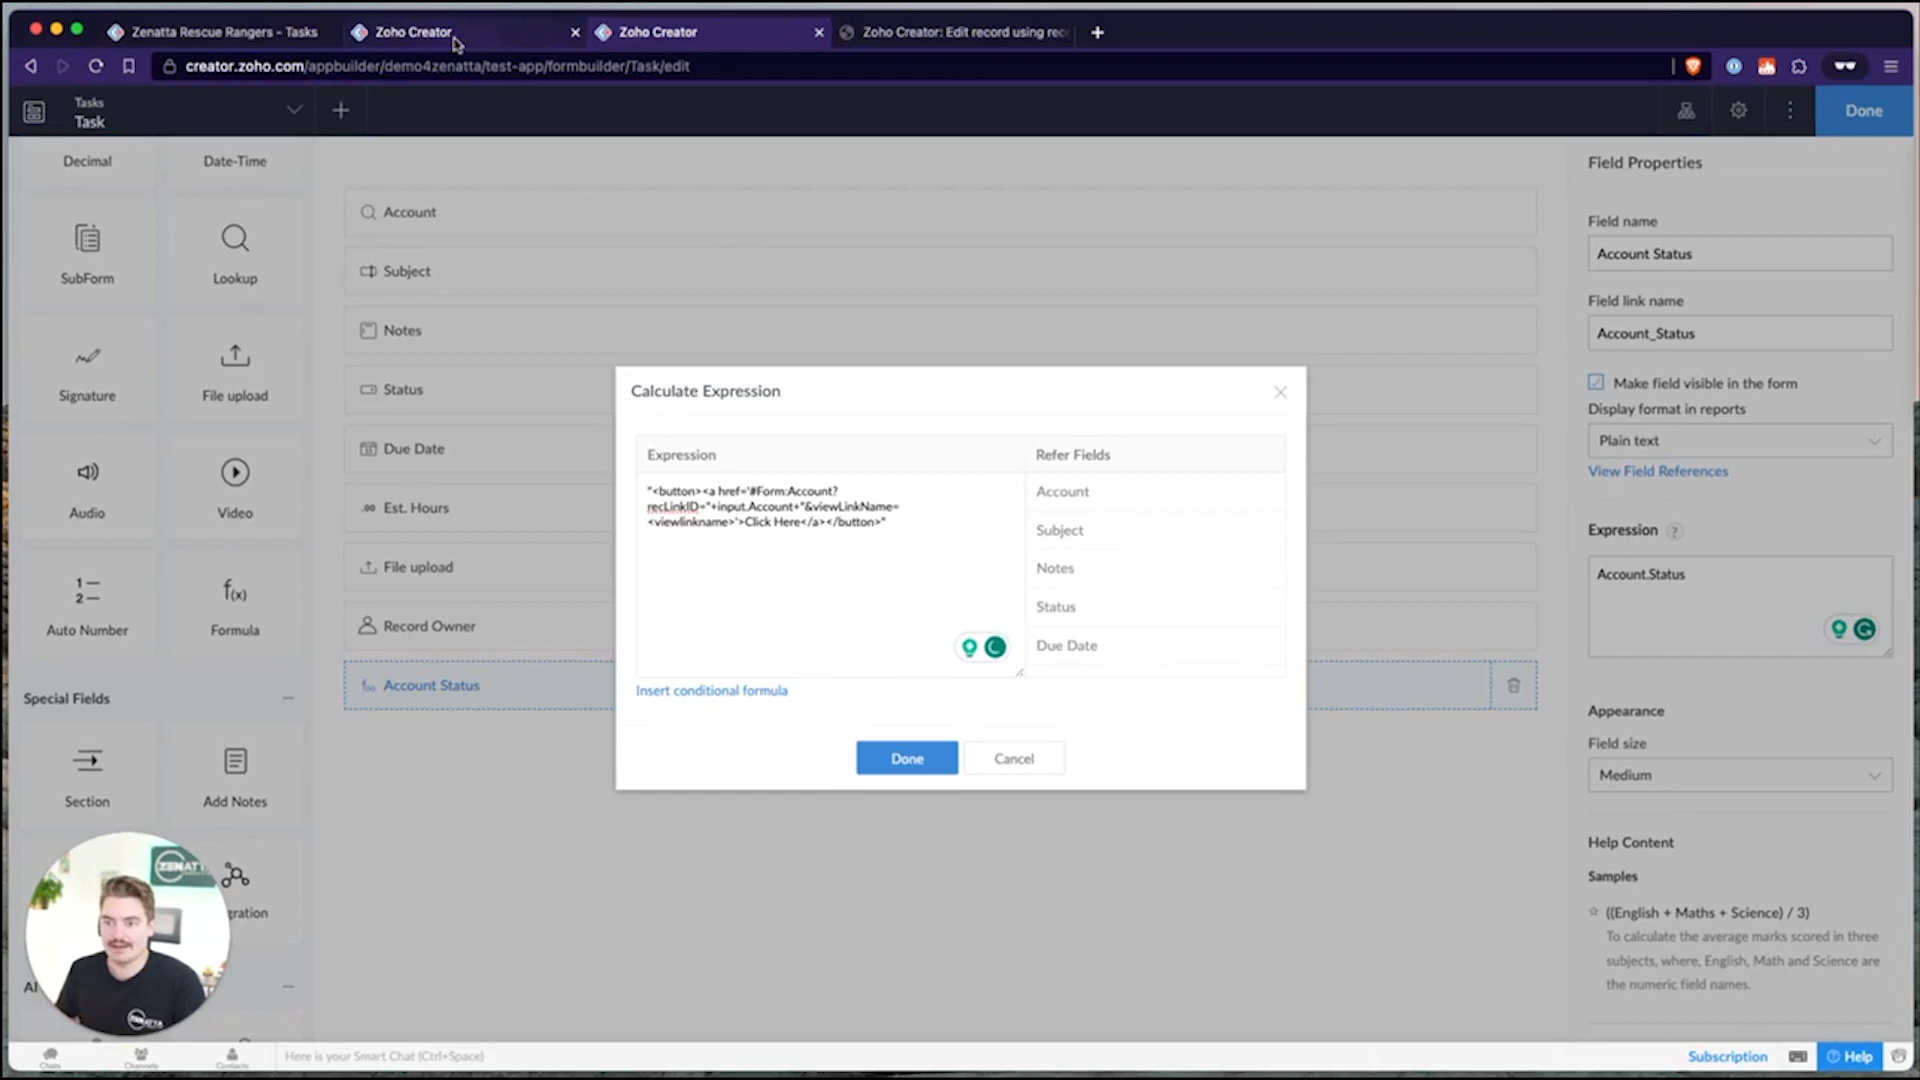 Zenatta Rescue Rangers - Tasks
Zoho Creator
Zoho Creator
Zoho Creator: Edit record using rec
creator.zoho.com/appbuilder/demo4zenatta/test-app/formbuilder/Task/edit
Tasks
Task
Done
Decimal
Date-Time
SubForm
Lookup
Signature
File upload
Audio
Video
Auto Number
Formula
Special Fields
Section
Add Notes
gration
AI
Account
Subject
Notes
Status
Due Date
Est. Hours
File upload
Record Owner
Account Status
Calculate Expression
Expression
Refer Fields
"<button><a href='#Form:Account?
recLinkID="+input.Account+"&viewLinkName=
<viewlinkname>'>Click Here</a></button>"
Account
Subject
Notes
Status
Due Date
Insert conditional formula
Done
Cancel
Field Properties
Field name
Account Status
Field link name
Account_Status
Make field visible in the form
Display format in reports
Plain text
View Field References
Expression ?
Account.Status
Appearance
Field size
Medium
Help Content
Samples
((English + Maths + Science) / 3)
To calculate the average marks scored in three
subjects, where, English, Math and Science are
the numeric field names.
ZENATT
ZENATTA
Chats
Channels
Contacts
Here is your Smart Chat (Ctrl+Space)
Subscription
Help